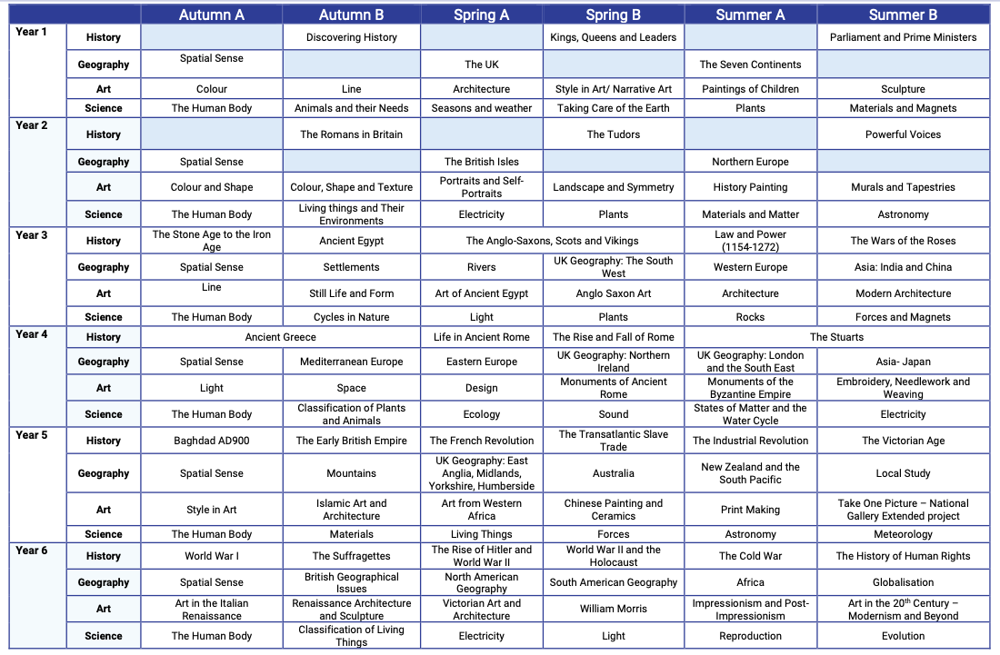 Autumn A Autumn B Spring A Spring B Summer A Summer B
Year 1
History Discovering History Kings, Queens and Leaders Parliament and Prime Ministers
Geography Spatial Sense The UK The Seven Continents
Art Colour Line Architecture Style in Art/ Narrative Art Paintings of Children Sculpture
Science The Human Body Animals and their Needs Seasons and weather Taking Care of the Earth Plants Materials and Magnets
Year 2
History The Romans in Britain The Tudors Powerful Voices
Geography Spatial Sense The British Isles Northern Europe
Art Colour and Shape Colour, Shape and Texture Portraits and Self-
Portraits Landscape and Symmetry History Painting Murals and Tapestries
Science The Human Body Living things and Their
Environments Electricity Plants Materials and Matter Astronomy
Year 3
History The Stone Age to the Iron
Age Ancient Egypt The Anglo-Saxons, Scots and Vikings Law and Power
(1154-1272) The Wars of the Roses
Geography Spatial Sense Settlements Rivers UK Geography: The South
West Western Europe Asia: India and China
Art Line Still Life and Form Art of Ancient Egypt Anglo Saxon Art Architecture Modern Architecture
Science The Human Body Cycles in Nature Light Plants Rocks Forces and Magnets
Year 4
History Ancient Greece Life in Ancient Rome The Rise and Fall of Rome The Stuarts
Geography Spatial Sense Mediterranean Europe Eastern Europe UK Geography: Northern
Ireland UK Geography: London
and the South East Asia- Japan
Art Light Space Design Monuments of Ancient
Rome Monuments of the
Byzantine Empire Embroidery, Needlework and
Weaving
Science The Human Body Classification of Plants
and Animals Ecology Sound States of Matter and the
Water Cycle Electricity
Year 5
History Baghdad AD900 The Early British Empire The French Revolution The Transatlantic Slave
Trade The Industrial Revolution The Victorian Age
Geography Spatial Sense Mountains UK Geography: East
Anglia, Midlands,
Yorkshire, Humberside Australia New Zealand and the
South Pacific Local Study
Art Style in Art Islamic Art and
Architecture Art from Western
Africa Chinese Painting and
Ceramics Print Making Take One Picture – National
Gallery Extended project
Science The Human Body Materials Living Things Forces Astronomy Meteorology
Year 6
History World War I The Suffragettes The Rise of Hitler and
World War II World War II and the
Holocaust The Cold War The History of Human Rights
Geography Spatial Sense British Geographical
Issues North American
Geography South American Geography Africa Globalisation
Art Art in the Italian
Renaissance Renaissance Architecture
and Sculpture Victorian Art and
Architecture William Morris Impressionism and Post-
Impressionism Art in the 20th Century –
Modernism and Beyond
Science The Human Body Classification of Living
Things Electricity Light Reproduction Evolution